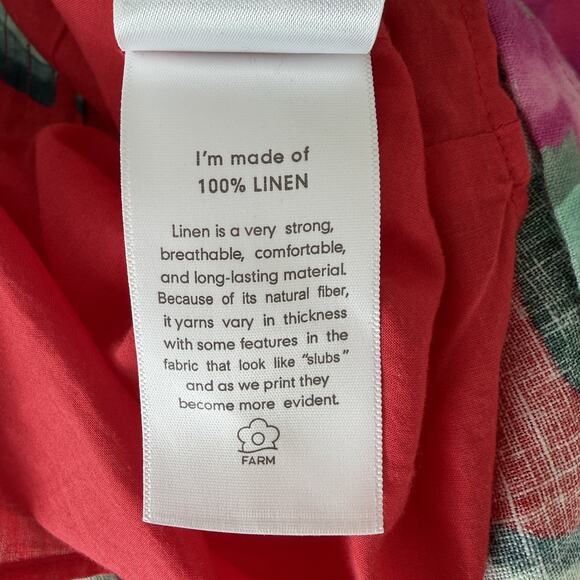 I'm made of
100% LINEN
Linen is a very strong,
breathable, comfortable,
and long-lasting material.
Because of its natural fiber,
it yarns vary in thickness
with some features in the
fabric that look like "slubs"
and as we print they
become more evident.
FARM